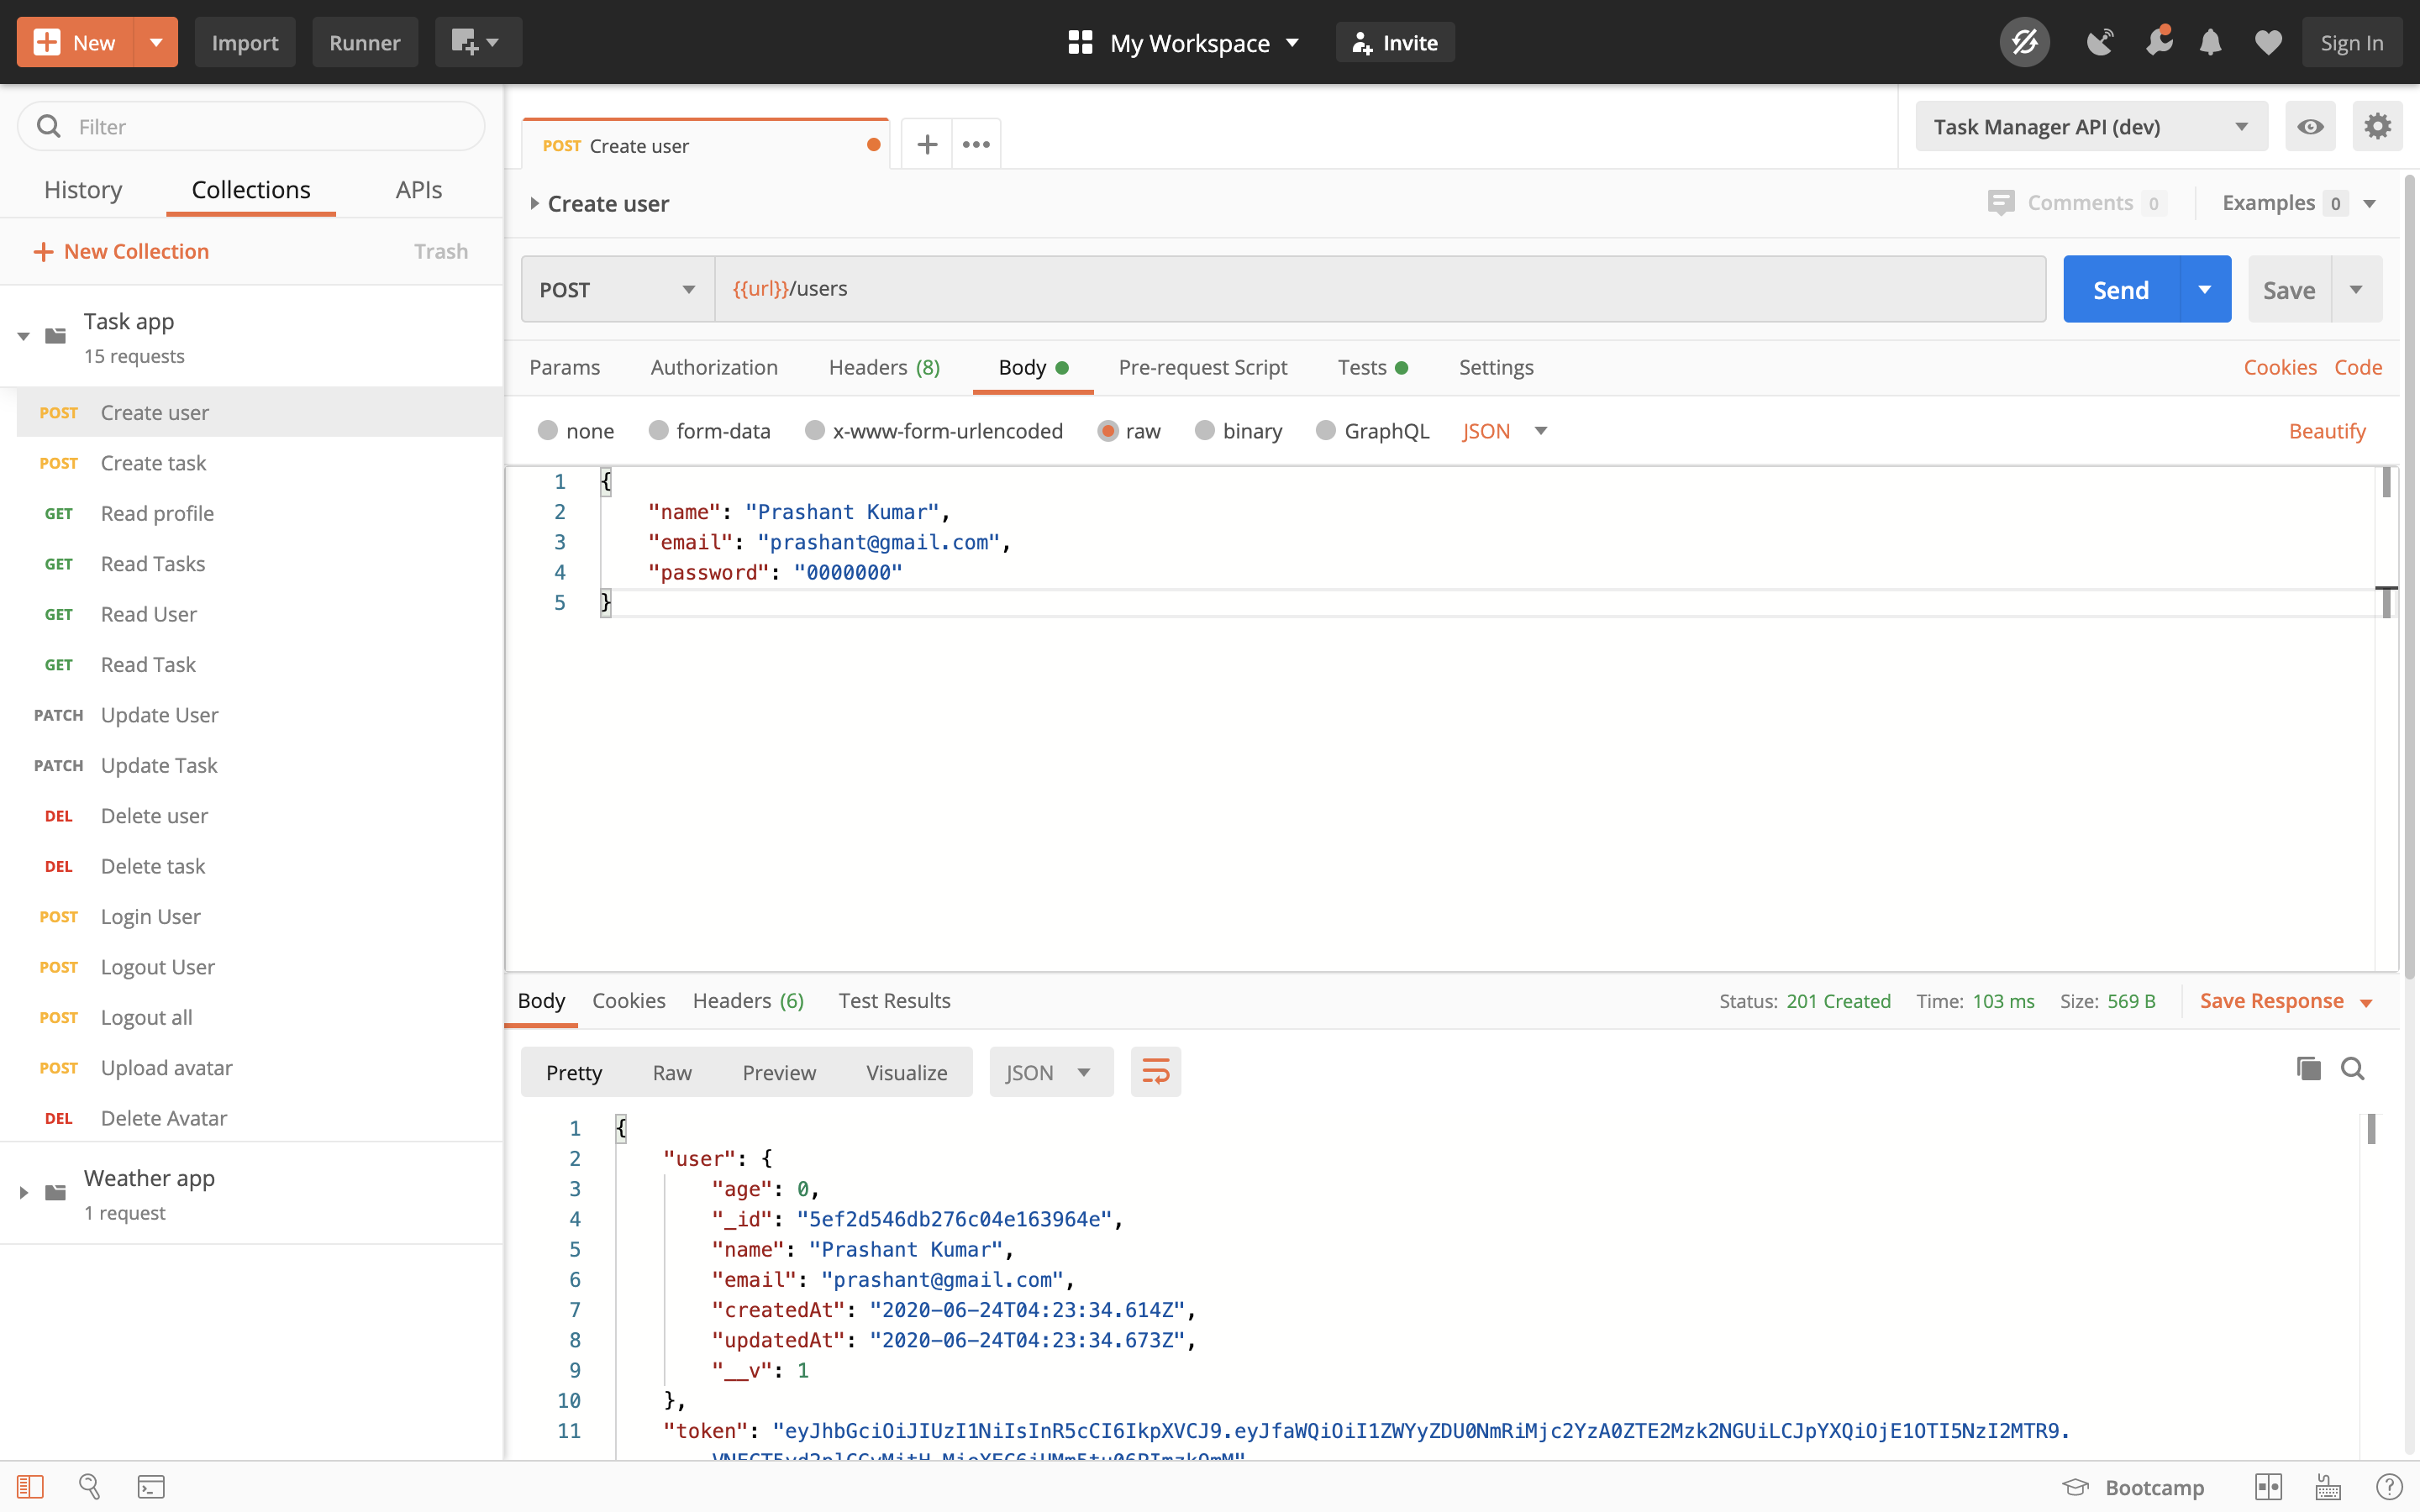 New
Import
Runner
My Workspace
Invite
Sign In
Filter
History
Collections
APIs
New Collection
Trash
Task app
15 requests
POST Create user
POST Create task
GET Read profile
GET Read Tasks
GET Read User
GET Read Task
PATCH Update User
PATCH Update Task
DEL Delete user
DEL Delete task
POST Login User
POST Logout User
POST Logout all
POST Upload avatar
DEL Delete Avatar
Weather app
1 request
POST Create user
Task Manager API (dev)
Create user
Comments 0
Examples 0
POST
{{url}}/users
Send
Save
Params Authorization Headers (8) Body Pre-request Script Tests Settings
Cookies Code
none form-data x-www-form-urlencoded raw binary GraphQL JSON
Beautify
1 {
2 "name": "Prashant Kumar",
3 "email": "prashant@gmail.com",
4 "password": "0000000"
5 }
Body Cookies Headers (6) Test Results
Status: 201 Created Time: 103 ms Size: 569 B
Save Response
Pretty Raw Preview Visualize JSON
1 {
2 "user": {
3 "age": 0,
4 "_id": "5ef2d546db276c04e163964e",
5 "name": "Prashant Kumar",
6 "email": "prashant@gmail.com",
7 "createdAt": "2020-06-24T04:23:34.614Z",
8 "updatedAt": "2020-06-24T04:23:34.673Z",
9 "__v": 1
10 },
11 "token": "eyJhbGciOiJIUzI1NiIsInR5cCI6IkpXVCJ9.eyJfaWQiOiI1ZWYyZDU0NmRiMjc2YzA0ZTE2Mzk2NGUiLCJpYXQiOjE1OTI5NzI2MTR9.
Bootcamp